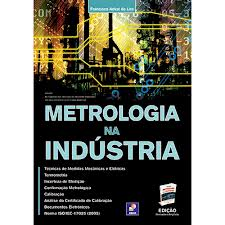 Francisco Adval de Lira
METROLOGIA
NA
INDÚSTRIA
Técnicas de Medidas Mecânicas e Elétricas
Termometria
Incerteza de Medição
Confirmação Metrológica
Calibração
Análise do Certificado de Calibração
Documentos Eletrônicos
Norma ISO/IEC-17025 (2005)
EDIÇÃO